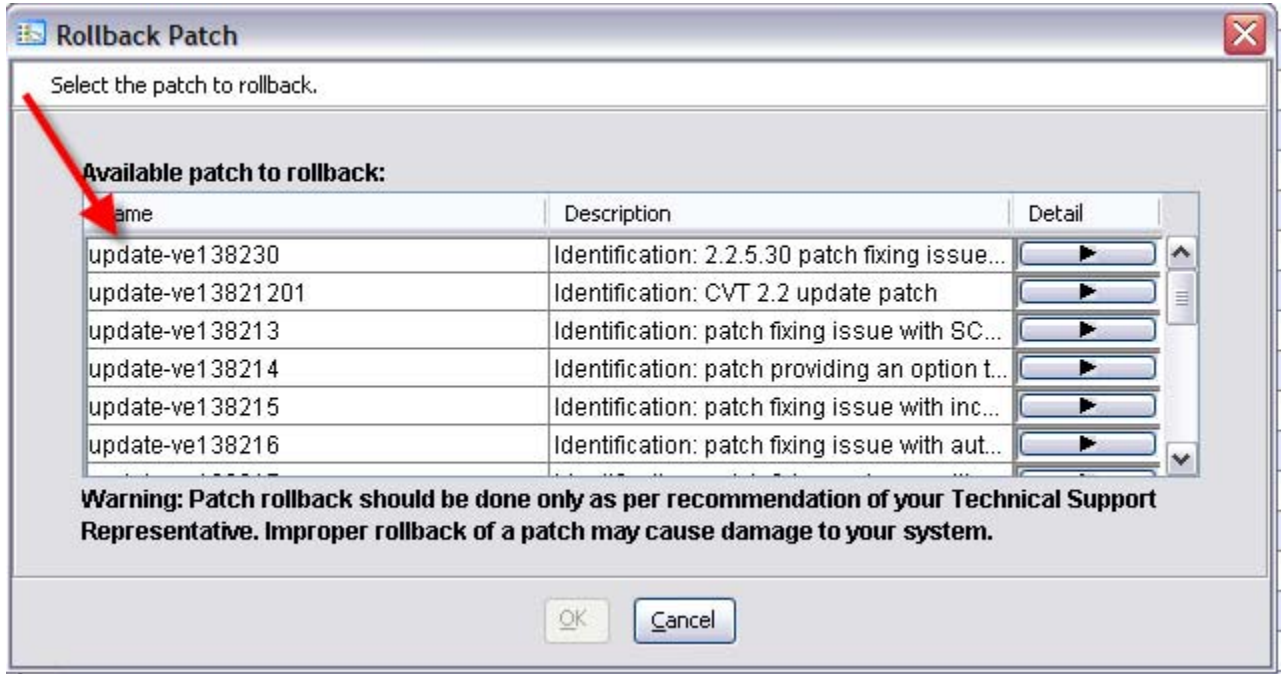 Rollback Patch
Select the patch to rollback.
Available patch to rollback:
ame Description Detail
update-ve138230 Identification: 2.2.5.30 patch fixing issue...
update-ve13821201 Identification: CVT 2.2 update patch
update-ve138213 Identification: patch fixing issue with SC...
update-ve138214 Identification: patch providing an option t...
update-ve138215 Identification: patch fixing issue with inc...
update-ve138216 Identification: patch fixing issue with aut...
Warning: Patch rollback should be done only as per recommendation of your Technical Support
Representative. Improper rollback of a patch may cause damage to your system.
OK Cancel